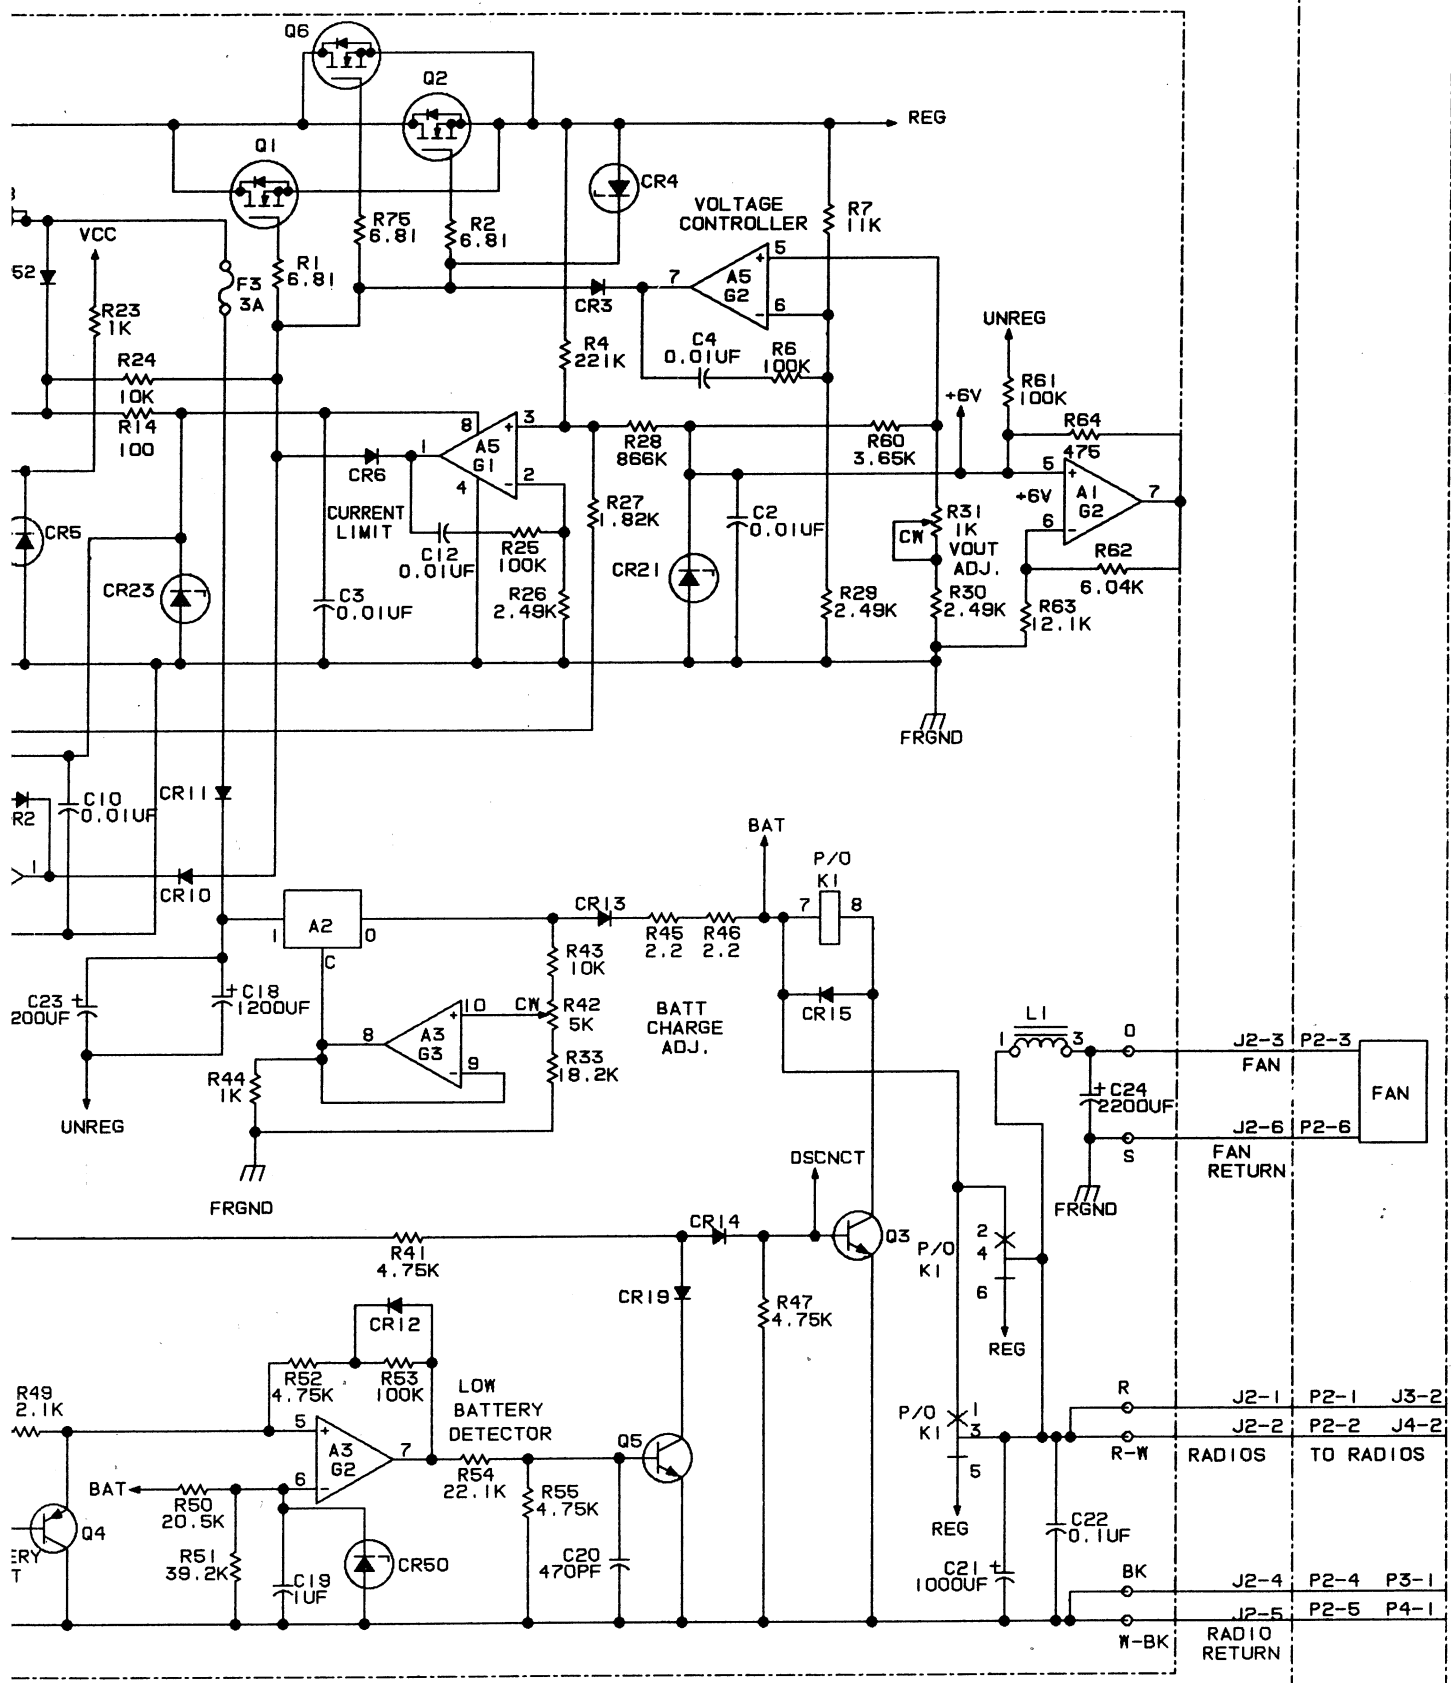 Q6
Q2
REG
Q1
CR4
VOLTAGE
CONTROLLER
R7
11K
VCC
R75
6.81
R2
6.81
5
A5
G2
7
6
52
F3
3A
R1
6.81
CR3
R23
1K
UNREG
R4
221K
C4
0.01UF
R6
100K
R24
10K
R61
100K
+6V
R14
100
8
3
A5
G1
1
2
4
R28
866K
R60
3.65K
R64
475
CR6
5
+6V
A1
G2
7
6
CURRENT
LIMIT
R27
1.82K
C2
0.01UF
CW
R31
1K
VOUT
ADJ.
CR5
C12
0.01UF
R25
100K
CR21
R62
6.04K
CR23
C3
0.01UF
R26
2.49K
R29
2.49K
R30
2.49K
R63
12.1K
FRGND
R2
C10
0.01UF
CR11
BAT
P/O
K1
1
CR10
7
8
A2
1
O
C
CR13
R45
2.2
R46
2.2
R43
10K
C23
200UF
+
C18
1200UF
+
CW
R42
5K
BATT
CHARGE
ADJ.
CR15
10
A3
G3
8
9
R33
18.2K
R44
1K
UNREG
FRGND
L1
1
3
O
J2-3
P2-3
FAN
C24
2200UF
+
FAN
J2-6
P2-6
S
FAN
RETURN
FRGND
DSCNCT
R41
4.75K
CR14
Q3
P/O
K1
2
4
6
REG
CR19
R47
4.75K
CR12
R52
4.75K
R53
100K
R49
2.1K
LOW
BATTERY
DETECTOR
5
A3
G2
7
6
Q5
P/O
K1
1
3
5
REG
R
J2-1
P2-1
J3-2
J2-2
P2-2
J4-2
R-W
RADIOS
TO RADIOS
R54
22.1K
R55
4.75K
BAT
R50
20.5K
Q4
ERY
T
R51
39.2K
C19
1UF
CR50
C20
470PF
C21
1000UF
+
C22
0.1UF
BK
J2-4
P2-4
P3-1
J2-5
P2-5
P4-1
W-BK
RADIO
RETURN